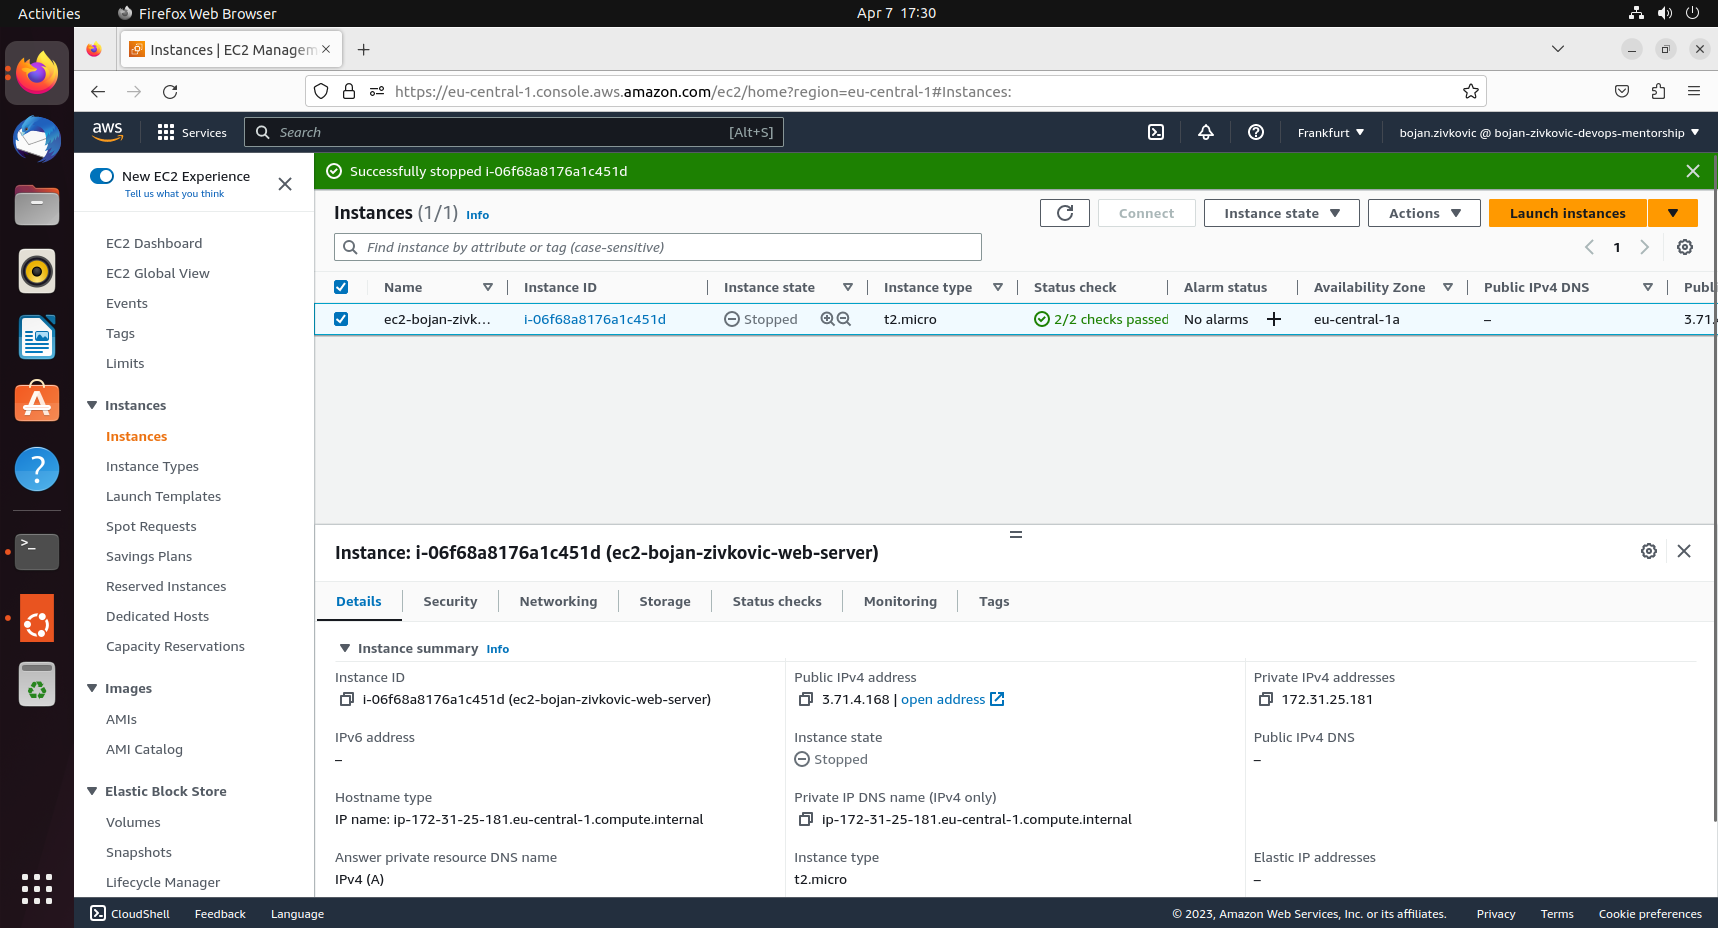 Activities
Firefox Web Browser
Apr 7 17:30
Instances | EC2 Managem
https://eu-central-1.console.aws.amazon.com/ec2/home?region=eu-central-1#Instances:
aws
Services
Search
[Alt+S]
Frankfurt
bojan.zivkovic @ bojan-zivkovic-devops-mentorship
New EC2 Experience
Tell us what you think
EC2 Dashboard
EC2 Global View
Events
Tags
Limits
Instances
Instances
Instance Types
Launch Templates
Spot Requests
Savings Plans
Reserved Instances
Dedicated Hosts
Capacity Reservations
Images
AMIs
AMI Catalog
Elastic Block Store
Volumes
Snapshots
Lifecycle Manager
Successfully stopped i-06f68a8176a1c451d
Instances (1/1) Info
Connect
Instance state
Actions
Launch instances
Find instance by attribute or tag (case-sensitive)
1
Name Instance ID Instance state Instance type Status check Alarm status Availability Zone Public IPv4 DNS Publ
ec2-bojan-zivk... i-06f68a8176a1c451d Stopped t2.micro 2/2 checks passed No alarms eu-central-1a – 3.71.
Instance: i-06f68a8176a1c451d (ec2-bojan-zivkovic-web-server)
Details Security Networking Storage Status checks Monitoring Tags
Instance summary Info
Instance ID
i-06f68a8176a1c451d (ec2-bojan-zivkovic-web-server)
Public IPv4 address
3.71.4.168 | open address
Private IPv4 addresses
172.31.25.181
IPv6 address
–
Instance state
Stopped
Public IPv4 DNS
–
Hostname type
IP name: ip-172-31-25-181.eu-central-1.compute.internal
Private IP DNS name (IPv4 only)
ip-172-31-25-181.eu-central-1.compute.internal
Answer private resource DNS name
IPv4 (A)
Instance type
t2.micro
Elastic IP addresses
–
CloudShell
Feedback
Language
© 2023, Amazon Web Services, Inc. or its affiliates.
Privacy
Terms
Cookie preferences